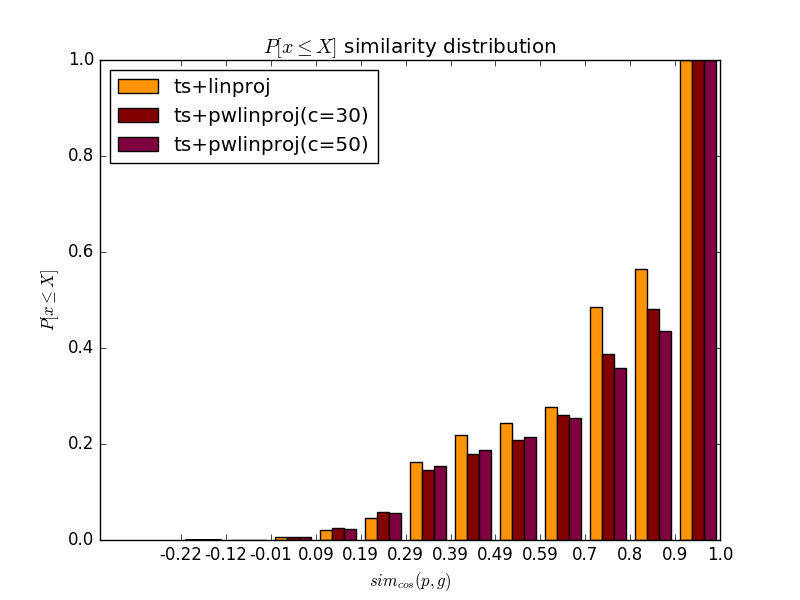 P[x ≤ X] similarity distribution
ts+linproj
ts+pwlinproj(c=30)
ts+pwlinproj(c=50)
1.0
0.8
0.6
0.4
0.2
0.0
P[x ≤ X]
-0.22 -0.12 -0.01 0.09 0.19 0.29 0.39 0.49 0.59 0.7 0.8 0.9 1.0
sim_cos(p, g)